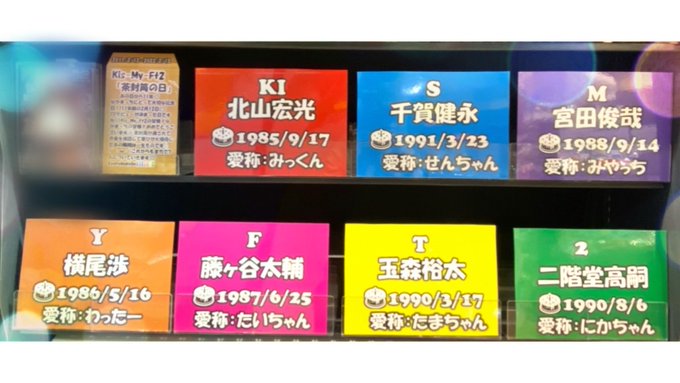 Kis-My-Ft2
「茶封筒の日」
KI
北山宏光
1985/9/17
愛称:みっくん
S
千賀健永
1991/3/23
愛称:せんちゃん
M
宮田俊哉
1988/9/14
愛称:みやっち
Y
横尾渉
1986/5/16
愛称:わったー
F
藤ヶ谷太輔
1987/6/25
愛称:たいちゃん
T
玉森裕太
1990/3/17
愛称:たまちゃん
2
二階堂高嗣
1990/8/6
愛称:にかちゃん